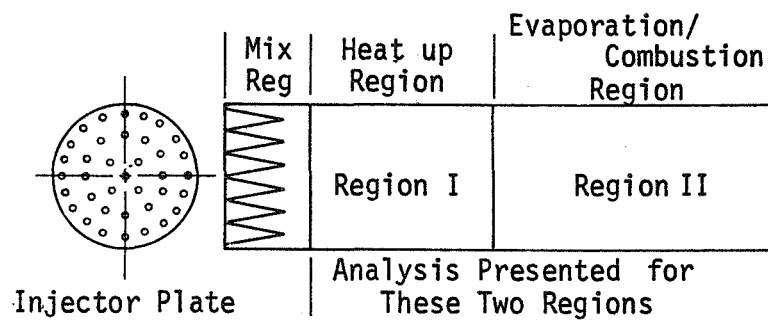 Mix Reg
Heat up Region
Evaporation/ Combustion Region
Region I
Region II
Injector Plate
Analysis Presented for
These Two Regions